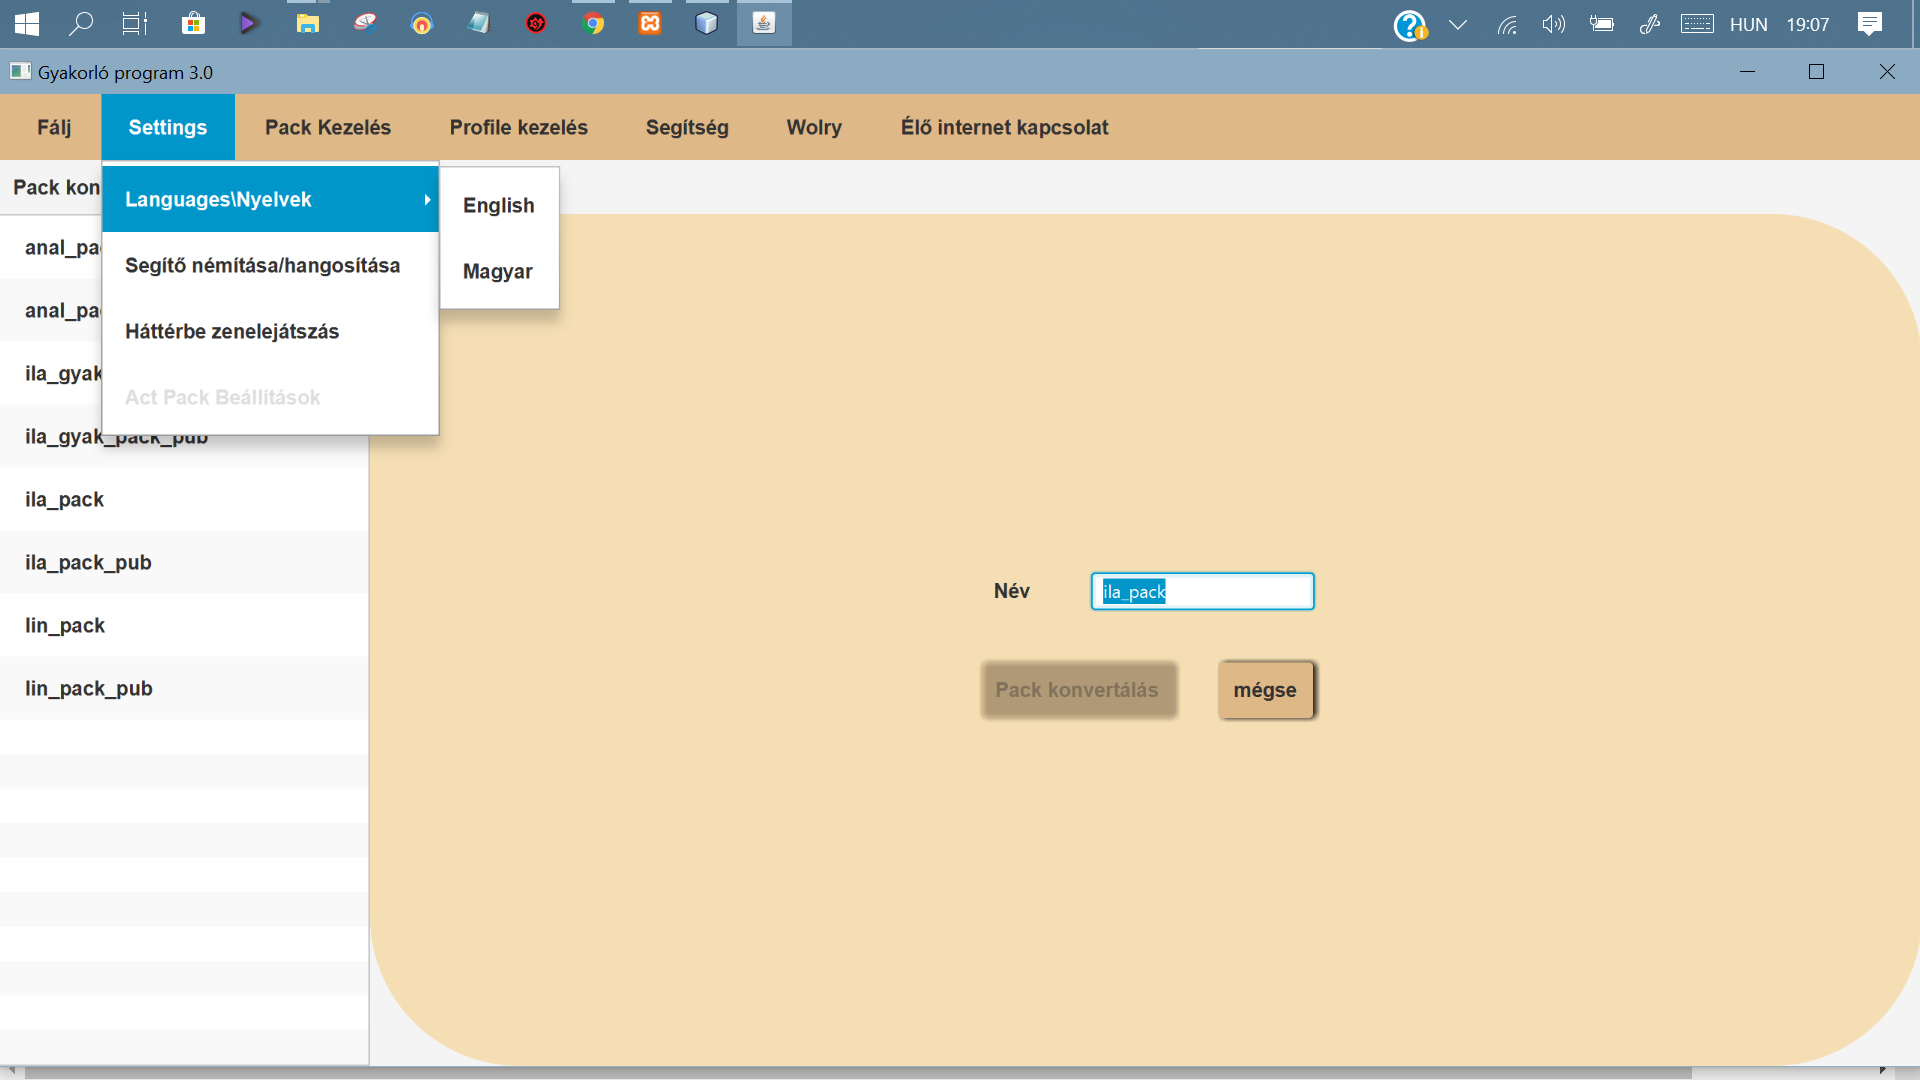 HUN 19:07
Gyakorló program 3.0
Fálj Settings Pack Kezelés Profile kezelés Segítség Wolry Élő internet kapcsolat
Pack kon
Languages\Nyelvek
Segítő némítása/hangosítása
Háttérbe zenelejátszás
Act Pack Beállítások
English
Magyar
anal_pa
anal_pa
ila_gyak
ila_gyak_pack_pub
ila_pack
ila_pack_pub
lin_pack
lin_pack_pub
Név ila_pack
Pack konvertálás mégse